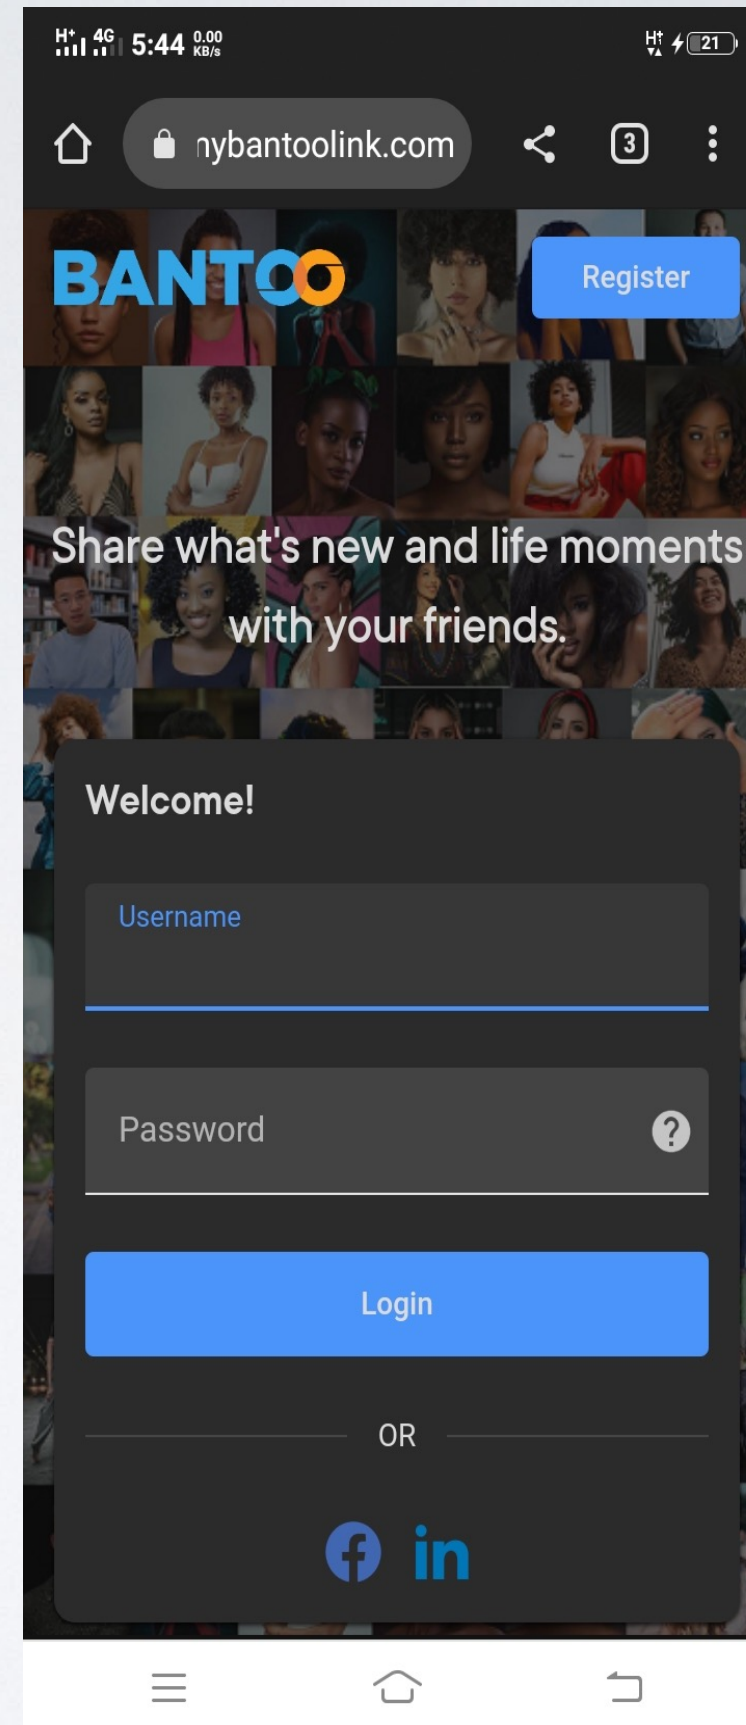 H+ 4G 5:44 0.00 KB/s H† 21
nybantoolink.com 3
BANTOO Register
Share what's new and life moments
with your friends.
Welcome!
Username
Password ?
Login
OR
f in